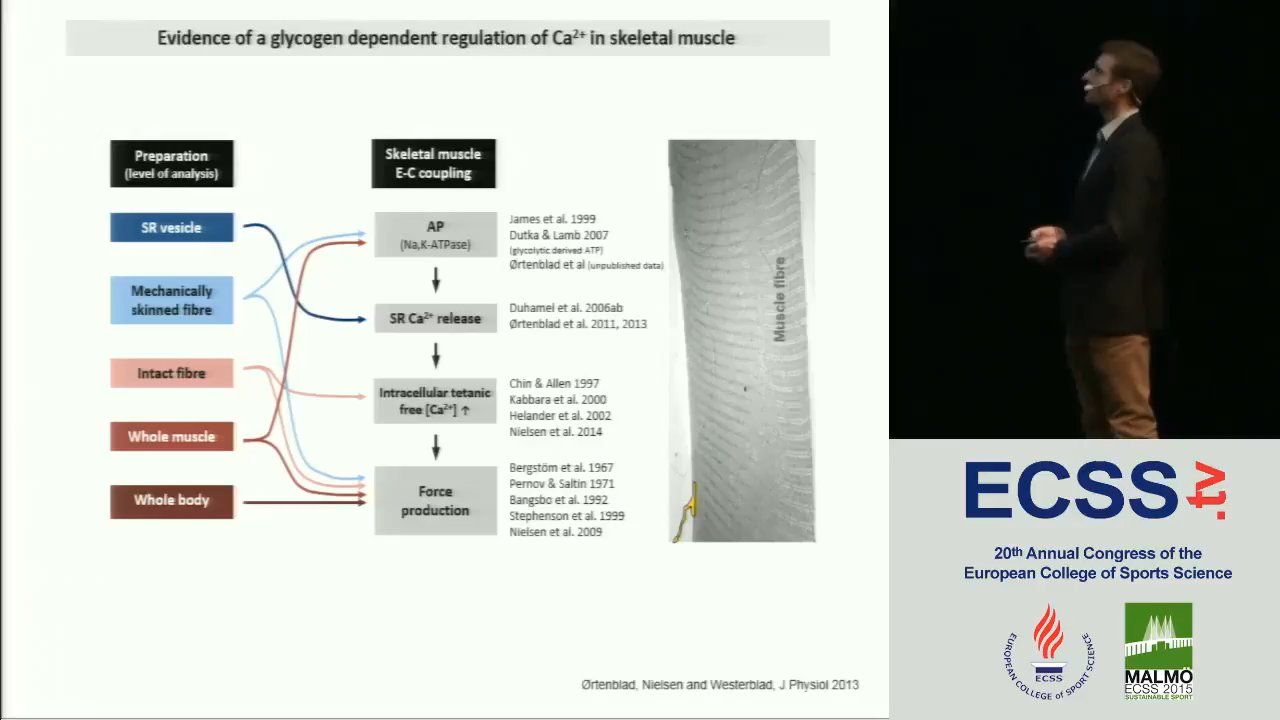 Evidence of a glycogen dependent regulation of Ca²⁺ in skeletal muscle
Preparation
(level of analysis)
SR vesicle
Mechanically
skinned fibre
Intact fibre
Whole muscle
Whole body
Skeletal muscle
E-C coupling
AP
(Na,K-ATPase)
SR Ca²⁺ release
Intracellular tetanic
free [Ca²⁺] ↑
Force
production
James et al. 1999
Dutka & Lamb 2007
(glycolytic derived ATP)
Ørtenblad et al (unpublished data)
Duhamel et al. 2006ab
Ørtenblad et al. 2011, 2013
Chin & Allen 1997
Kabbara et al. 2000
Helander et al. 2002
Nielsen et al. 2014
Bergstöm et al. 1967
Pernov & Saltin 1971
Bangsbo et al. 1992
Stephenson et al. 1999
Nielsen et al. 2009
Muscle fibre
Ørtenblad, Nielsen and Westerblad, J Physiol 2013
ECSS.tv
20th Annual Congress of the
European College of Sports Science
EUROPEAN COLLEGE OF SPORT SCIENCE
ECSS
MALMÖ
ECSS 2015
SUSTAINABLE SPORT